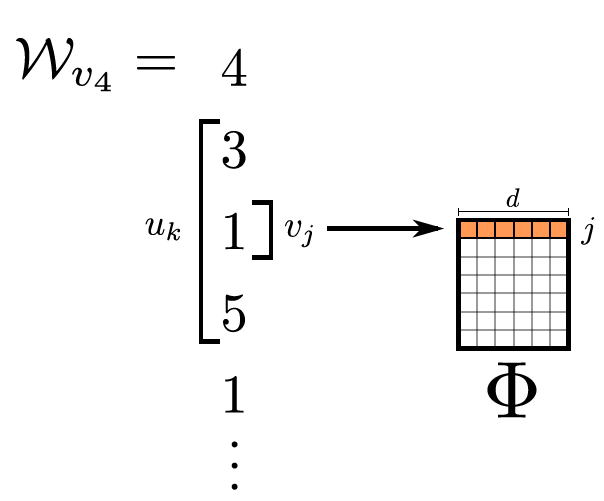 𝒲_{v_4} = 4
3
d
u_k 1 v_j j
5
Φ
1
⋮